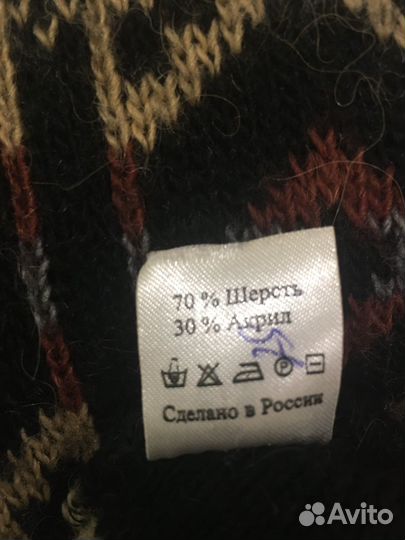 70 % Шерсть
30 % Акрил
Сделано в России
Avito